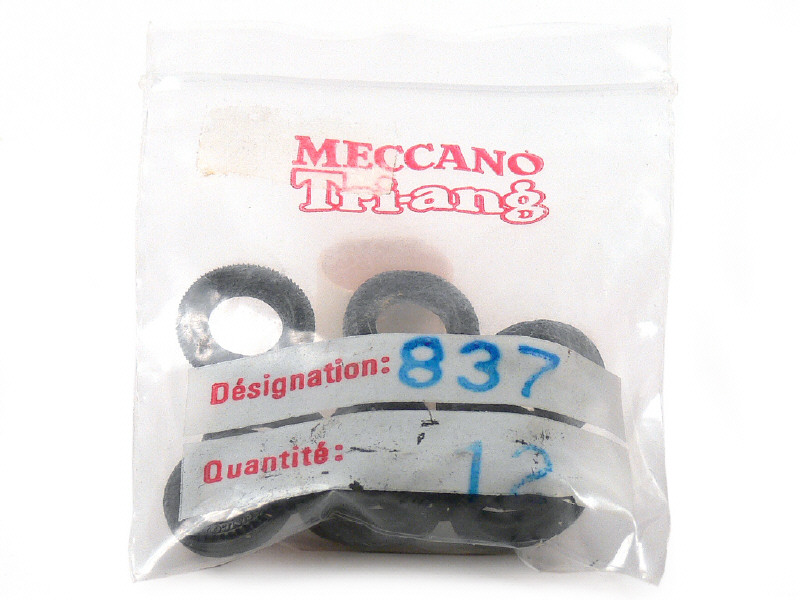 MECCANO
Tri-ang
Désignation: 837
Quantité: 12